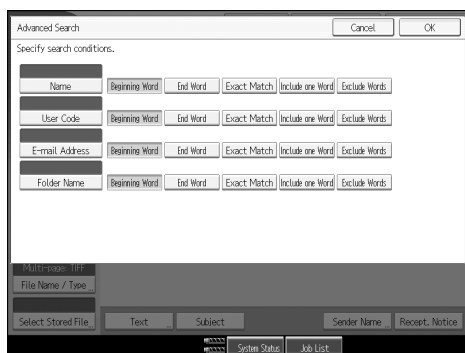 Advanced Search Cancel OK
Specify search conditions.
Name Beginning Word End Word Exact Match Include one Word Exclude Words
User Code Beginning Word End Word Exact Match Include one Word Exclude Words
E-mail Address Beginning Word End Word Exact Match Include one Word Exclude Words
Folder Name Beginning Word End Word Exact Match Include one Word Exclude Words
Multi-page: TIFF
File Name / Type
Select Stored File Text Subject Sender Name Recept. Notice
System Status Job List